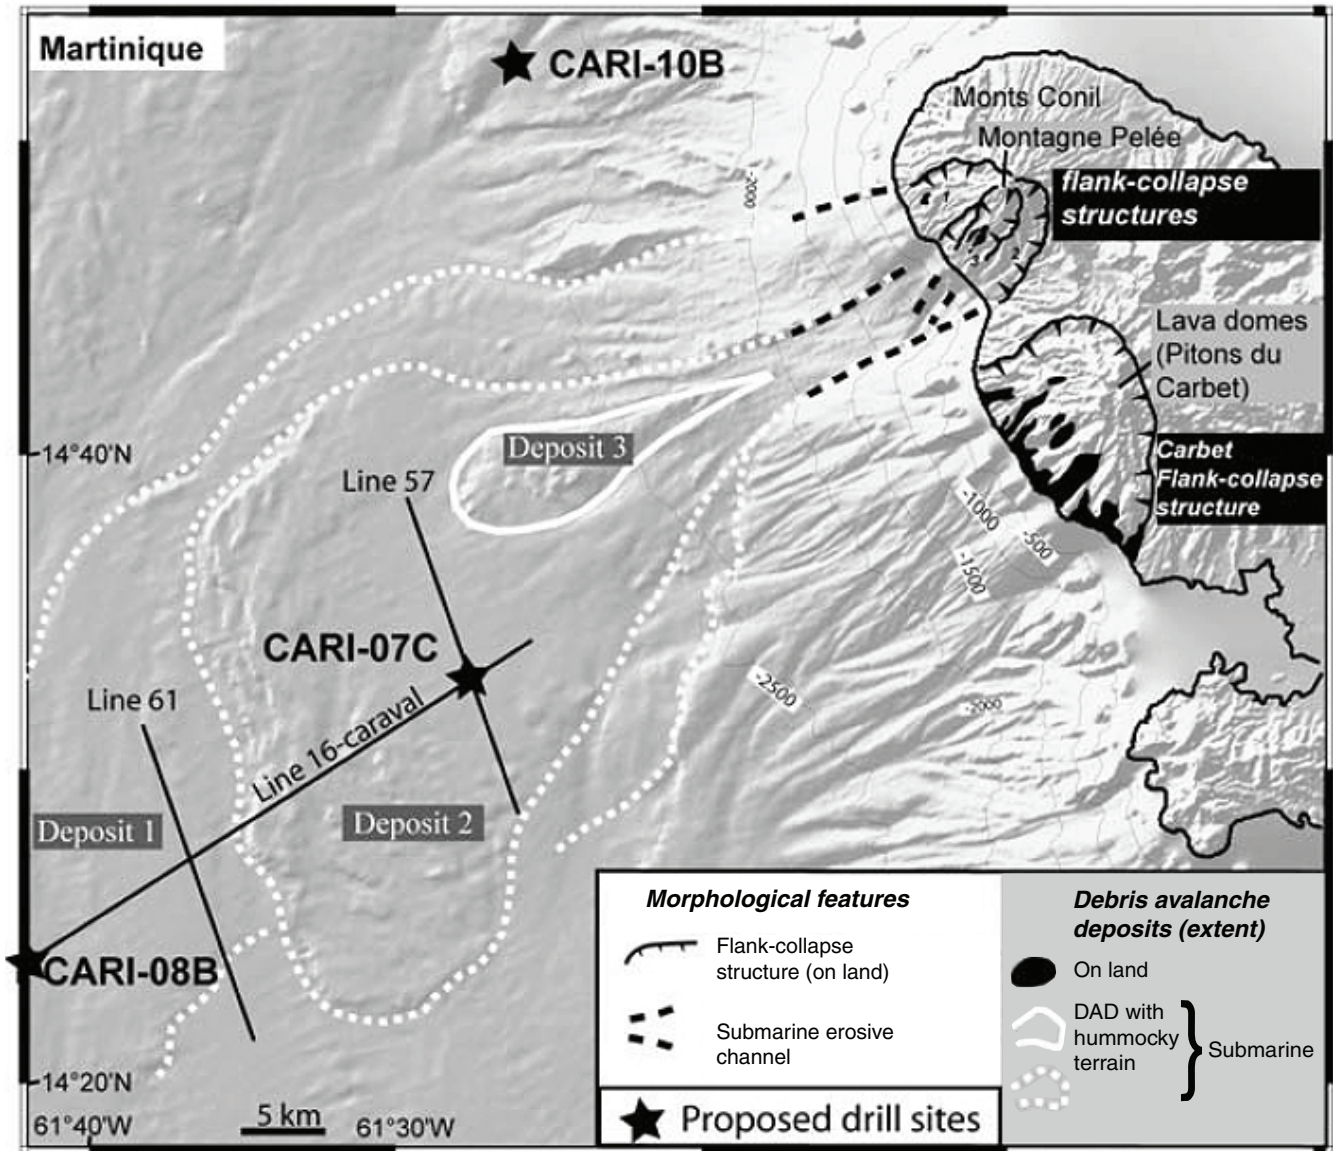 Martinique
CARI-10B
Monts Conil
Montagne Pelée
flank-collapse
structures
1
2
3
-2000
Lava domes
(Pitons du
Carbet)
Carbet
Flank-collapse
structure
14°40'N
Deposit 3
Line 57
-1000
-500
-1500
CARI-07C
Line 61
-2500
-2000
Line 16-caraval
Deposit 1
Deposit 2
CARI-08B
14°20'N
61°40'W
5 km
61°30'W
Morphological features
Flank-collapse
structure (on land)
Submarine erosive
channel
Proposed drill sites
Debris avalanche
deposits (extent)
On land
DAD with
hummocky
terrain
Submarine